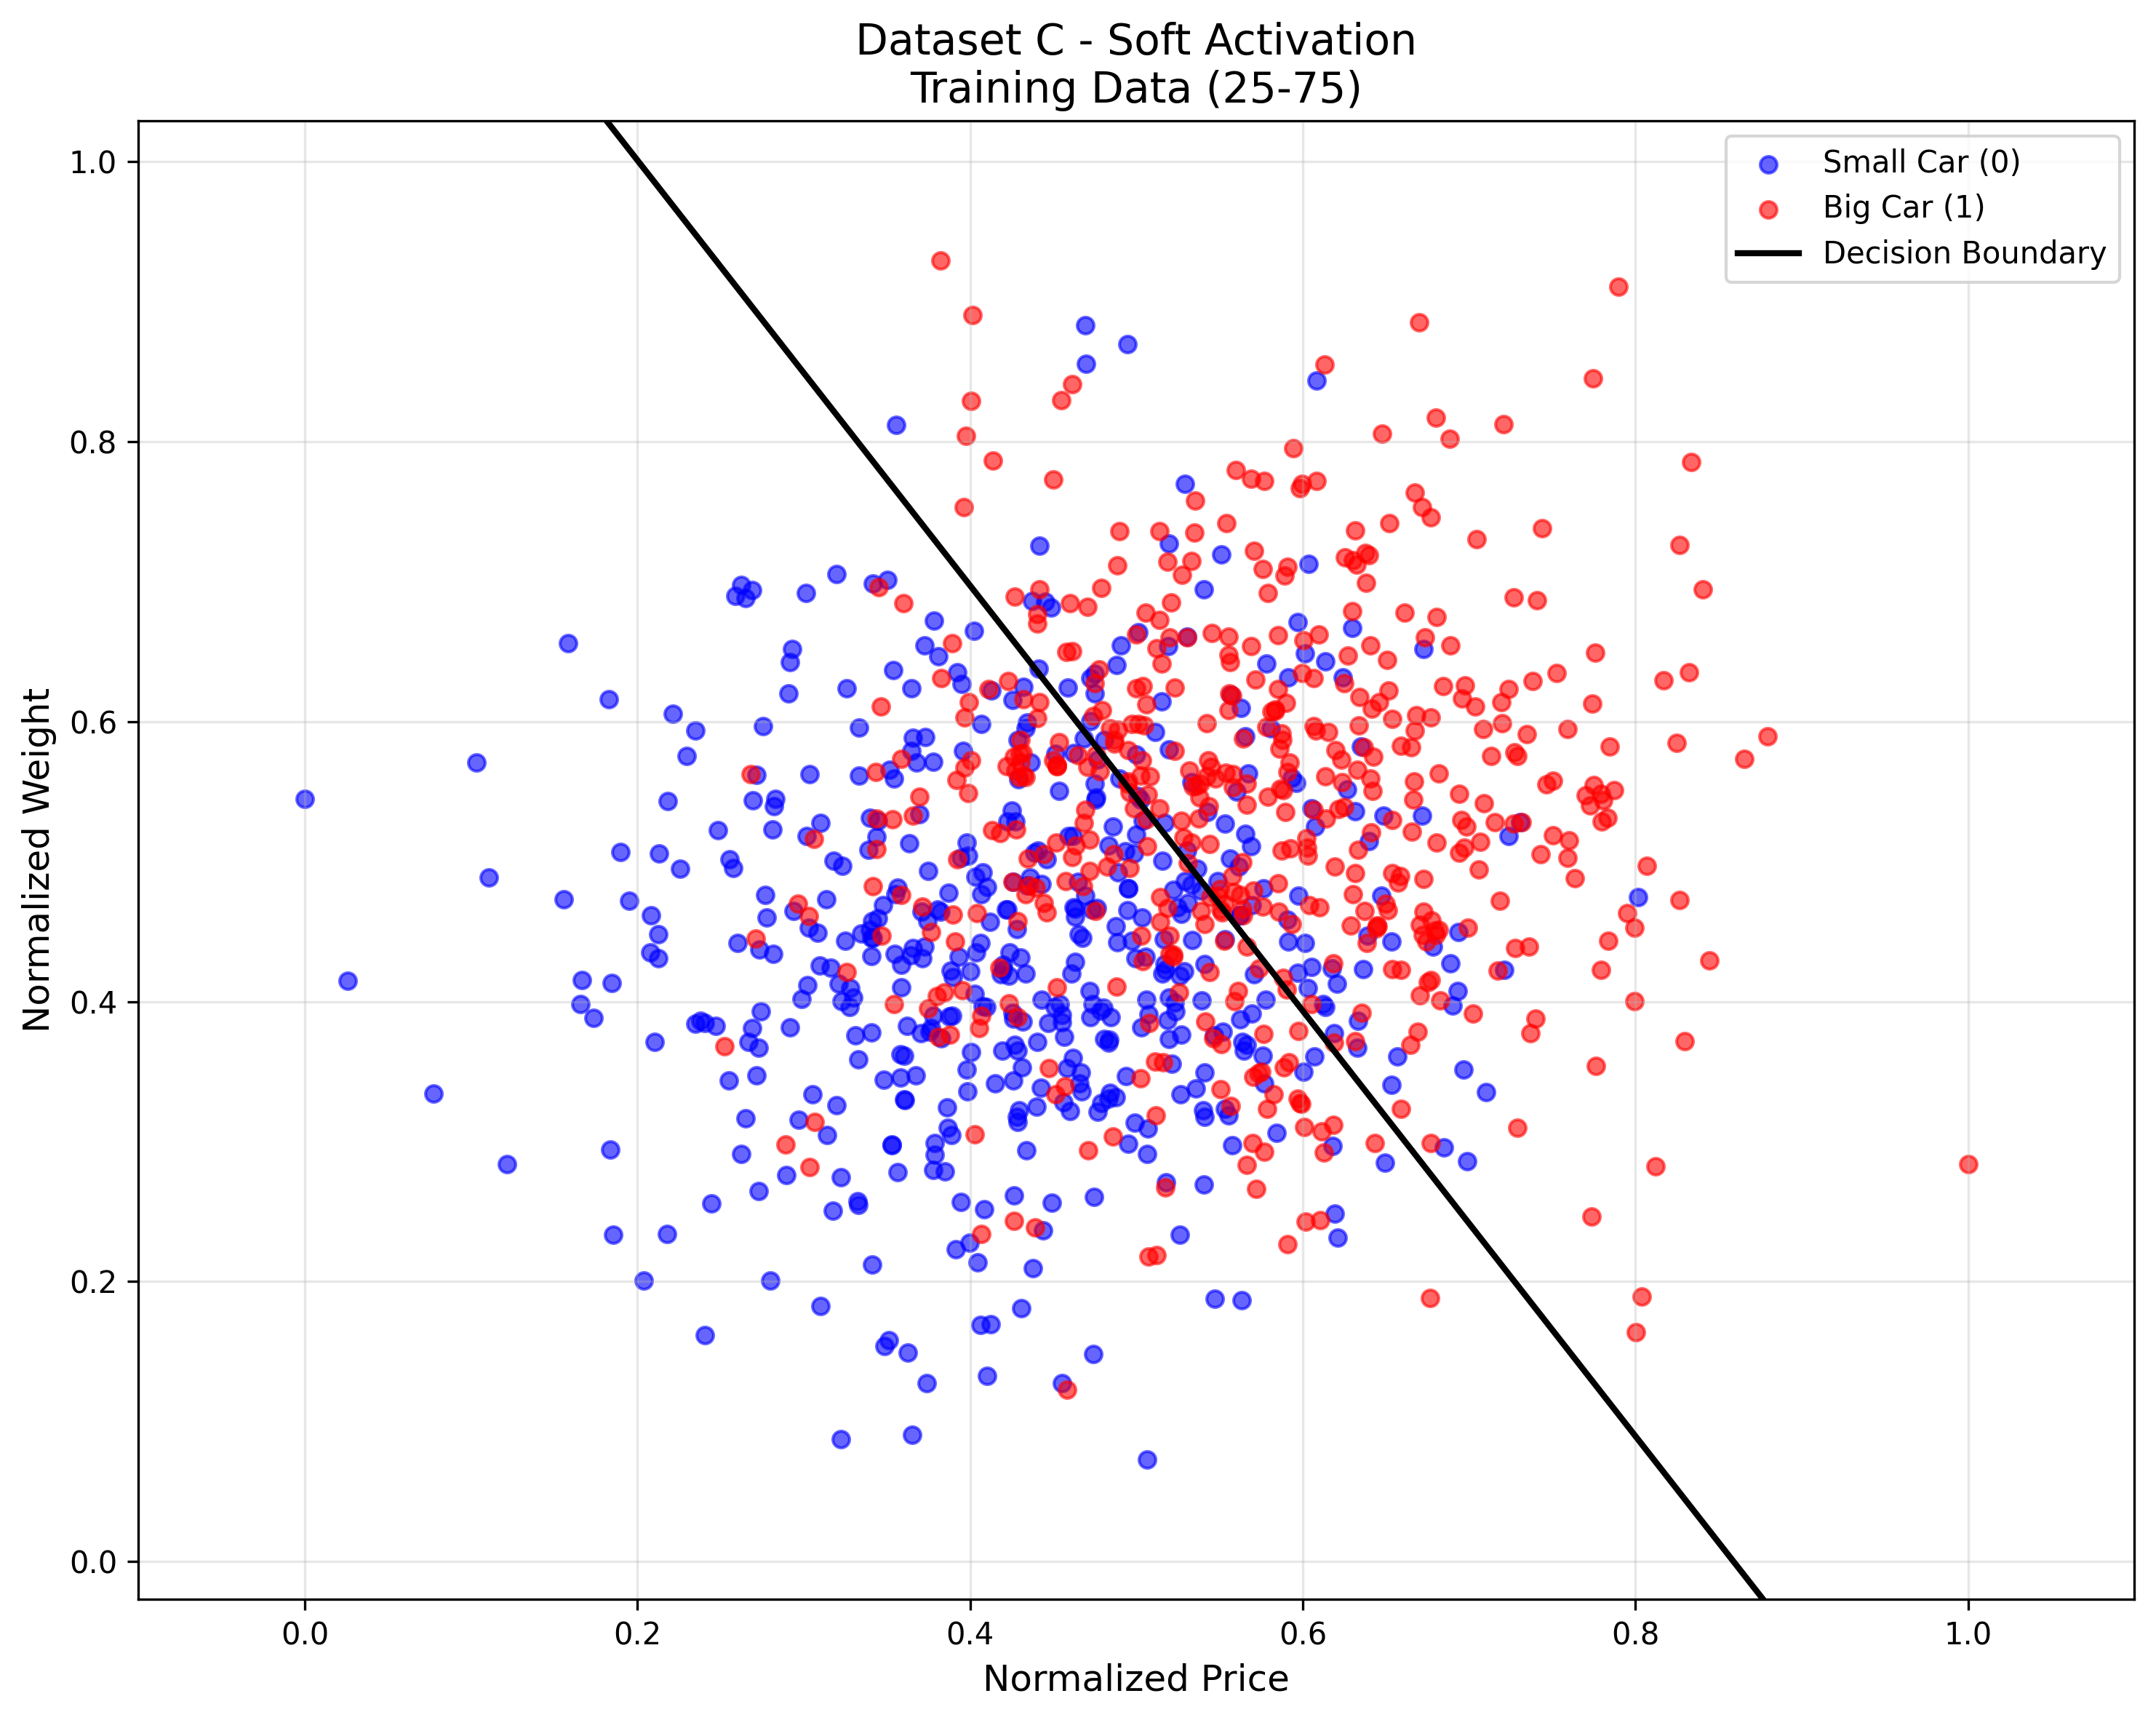 Dataset C - Soft Activation
Training Data (25-75)
Small Car (0)
Big Car (1)
Decision Boundary
Normalized Weight
1.0
0.8
0.6
0.4
0.2
0.0
0.0 0.2 0.4 0.6 0.8 1.0
Normalized Price